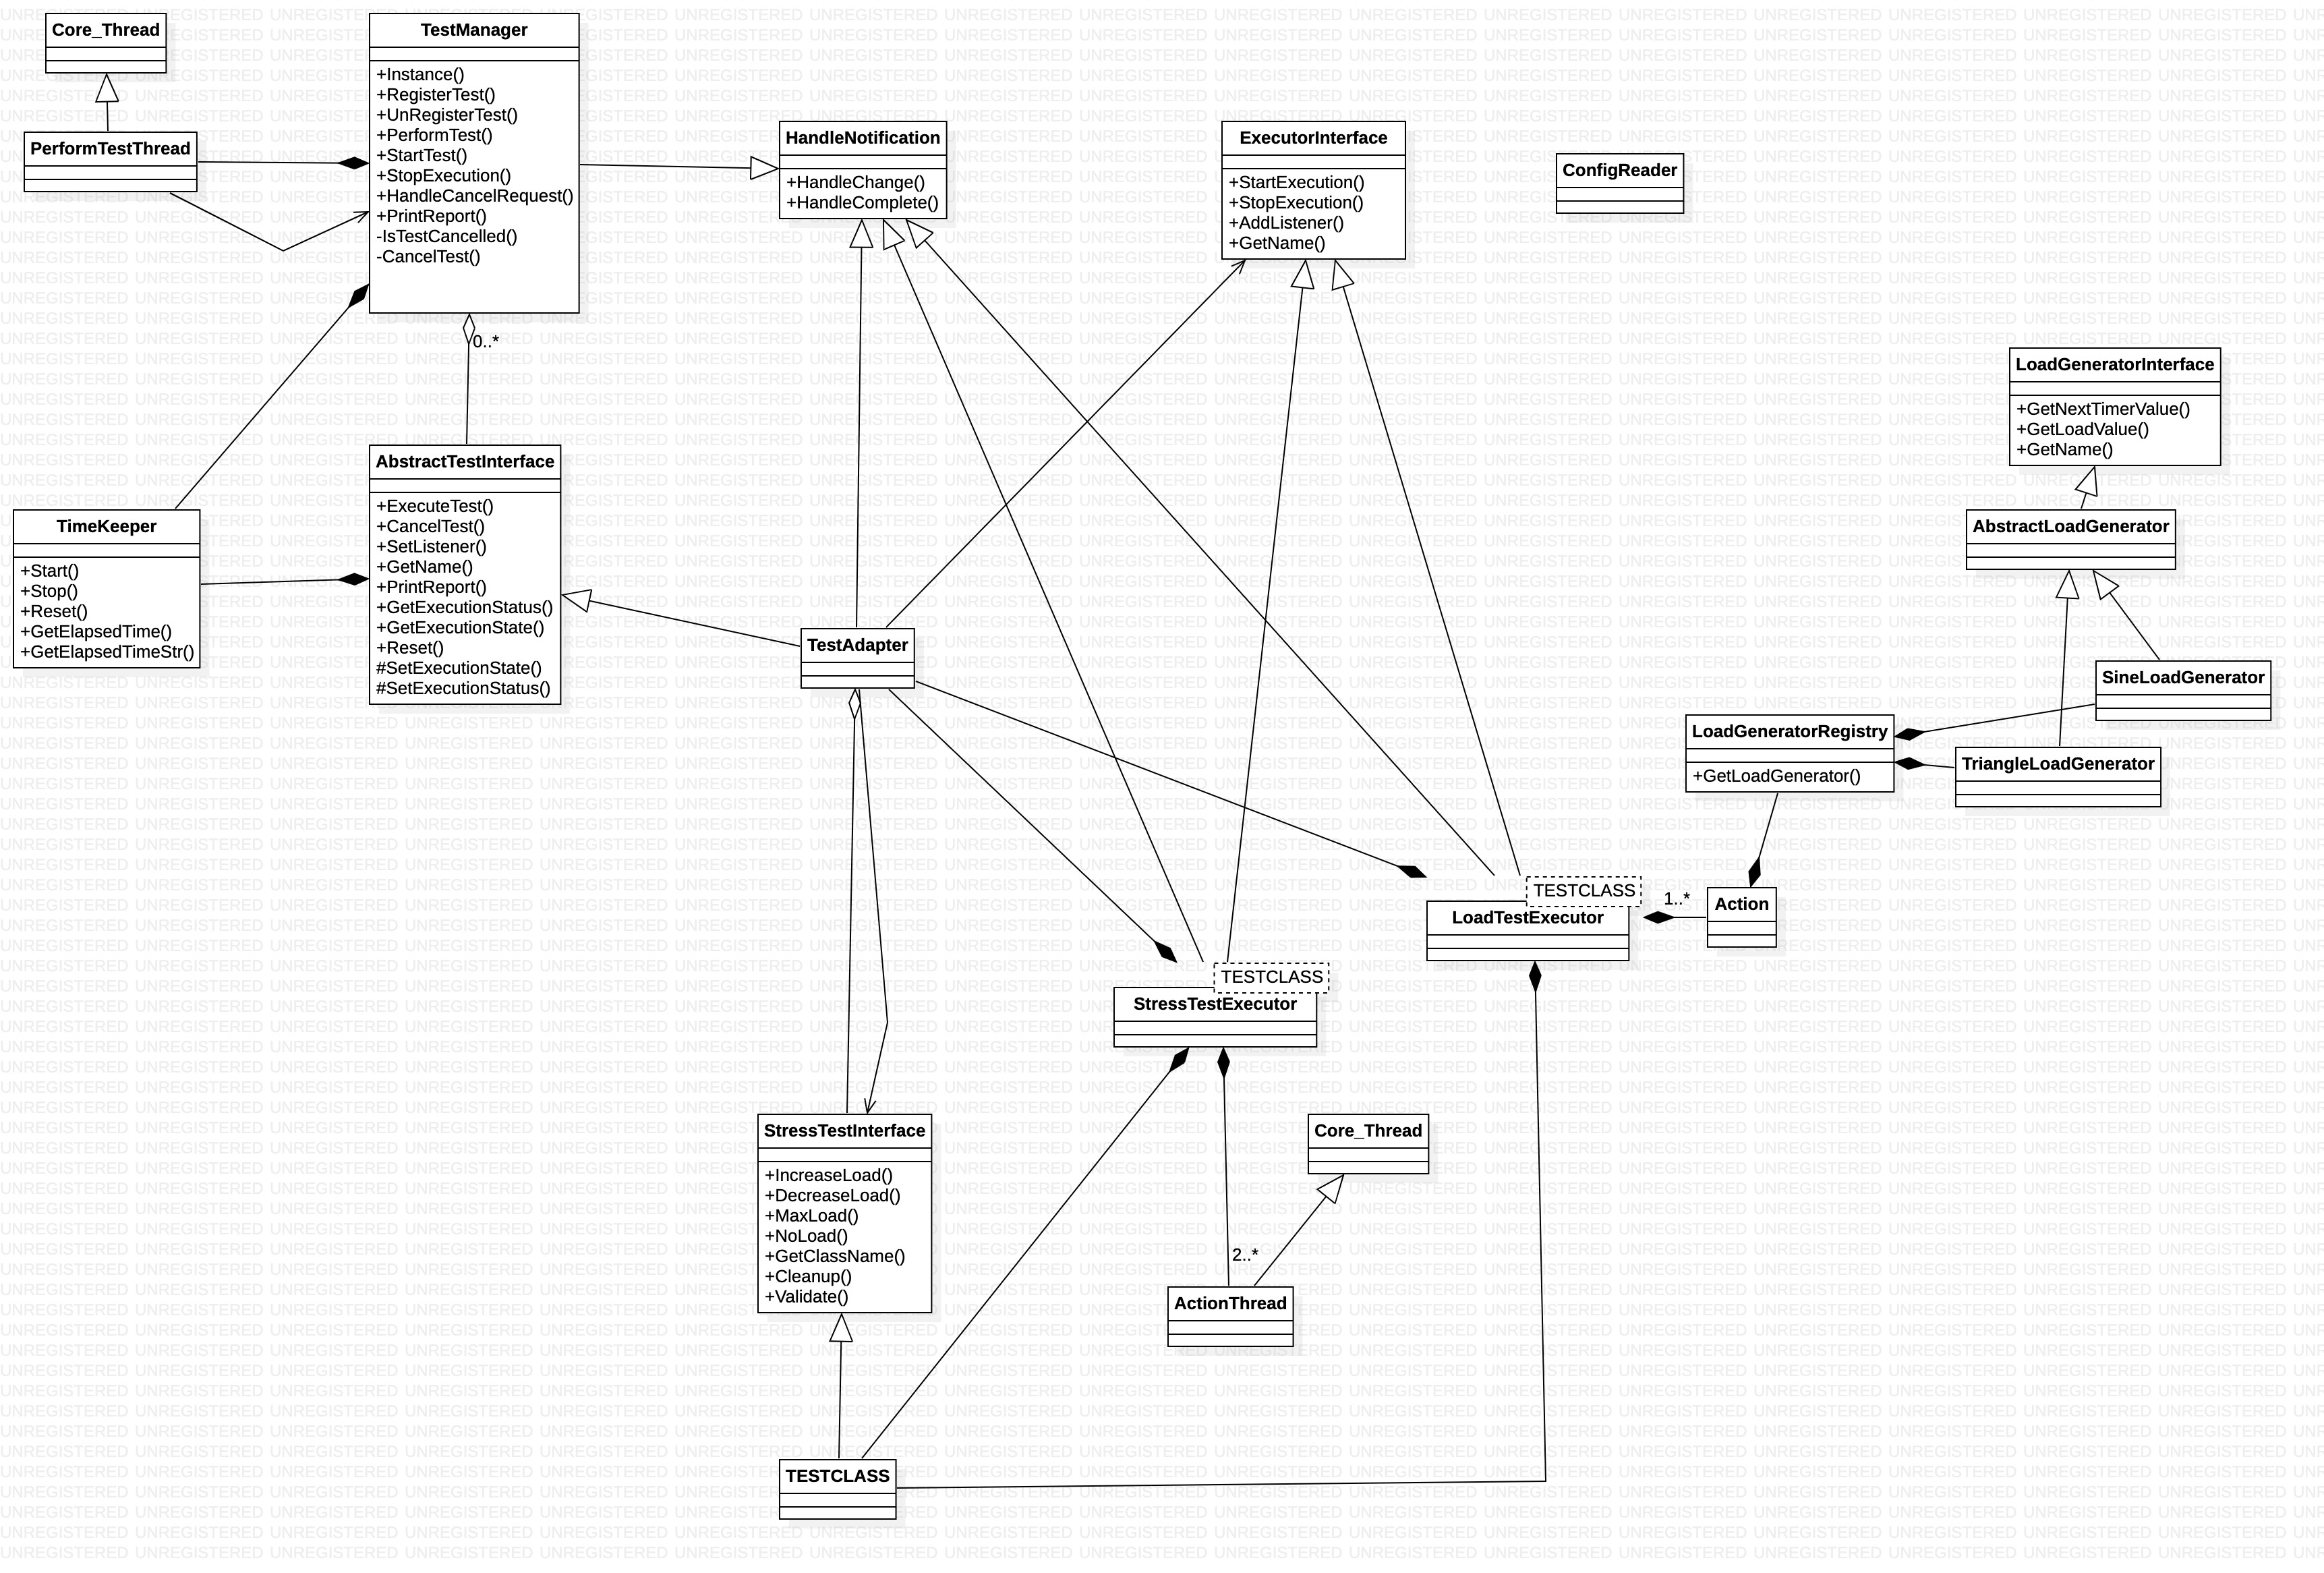 Core_Thread
TestManager
+Instance()
+RegisterTest()
+UnRegisterTest()
+PerformTest()
+StartTest()
+StopExecution()
+HandleCancelRequest()
+PrintReport()
-IsTestCancelled()
-CancelTest()
PerformTestThread
HandleNotification
+HandleChange()
+HandleComplete()
ExecutorInterface
+StartExecution()
+StopExecution()
+AddListener()
+GetName()
ConfigReader
0..*
LoadGeneratorInterface
+GetNextTimerValue()
+GetLoadValue()
+GetName()
AbstractTestInterface
+ExecuteTest()
+CancelTest()
+SetListener()
+GetName()
+PrintReport()
+GetExecutionStatus()
+GetExecutionState()
+Reset()
#SetExecutionState()
#SetExecutionStatus()
TimeKeeper
+Start()
+Stop()
+Reset()
+GetElapsedTime()
+GetElapsedTimeStr()
AbstractLoadGenerator
TestAdapter
SineLoadGenerator
LoadGeneratorRegistry
+GetLoadGenerator()
TriangleLoadGenerator
TESTCLASS
LoadTestExecutor
1..*
Action
TESTCLASS
StressTestExecutor
StressTestInterface
+IncreaseLoad()
+DecreaseLoad()
+MaxLoad()
+NoLoad()
+GetClassName()
+Cleanup()
+Validate()
Core_Thread
2..*
ActionThread
TESTCLASS
UNREGISTERED